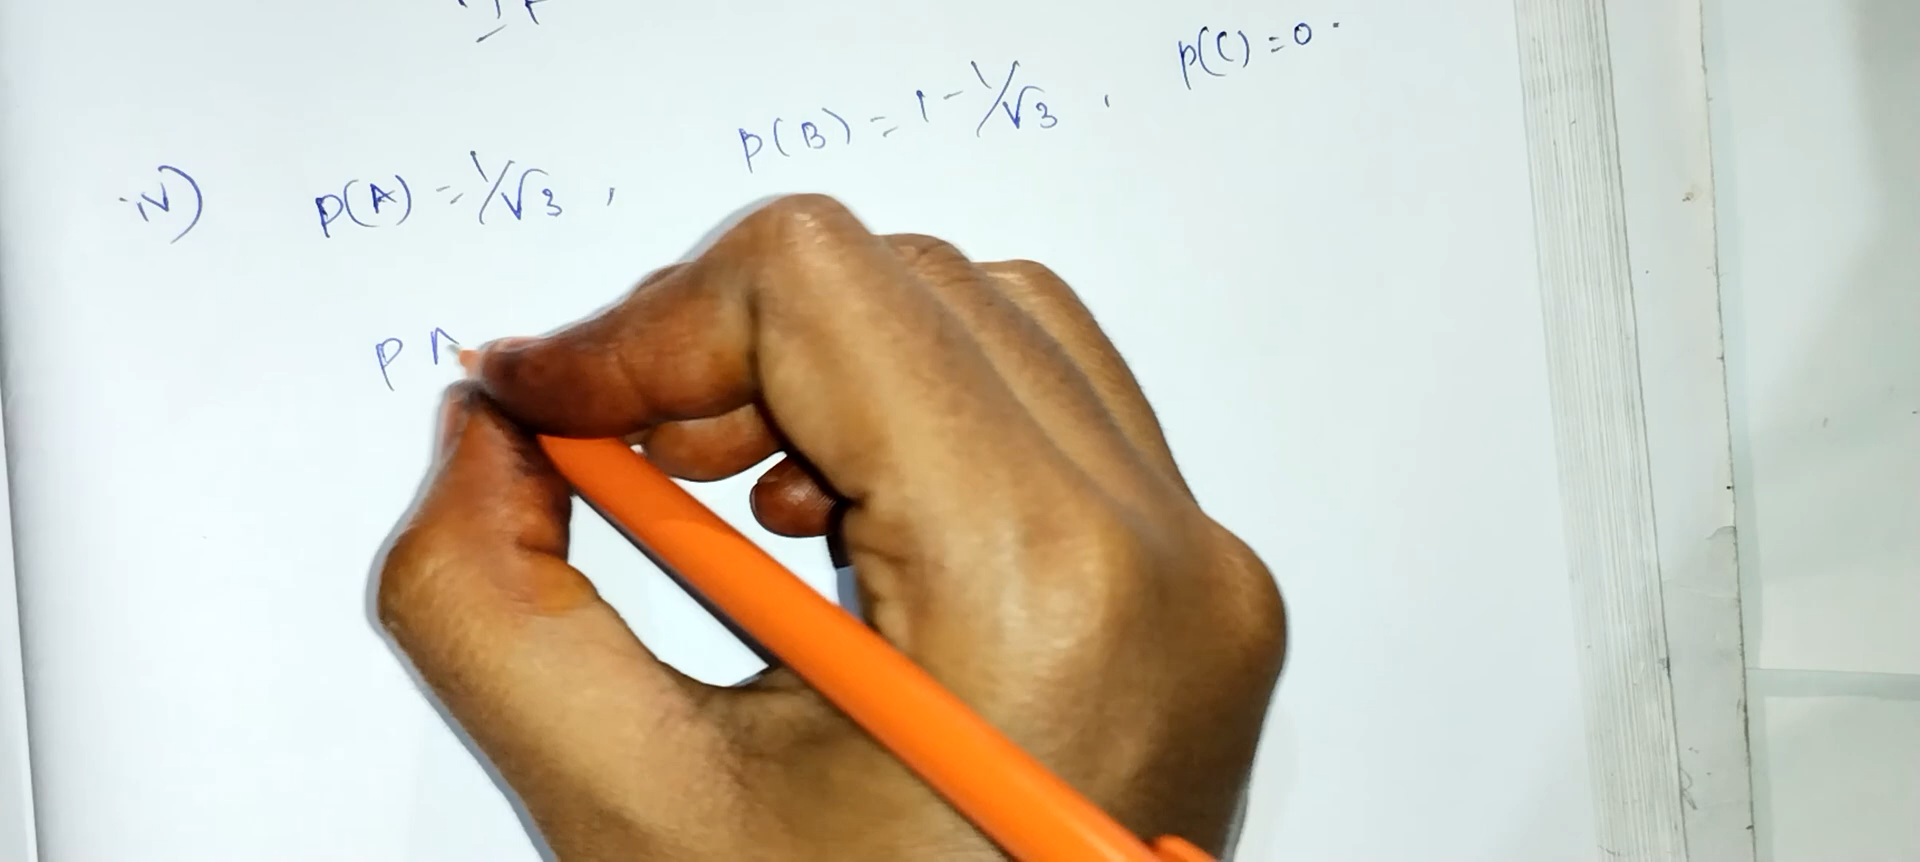 iv) P(A) = 1/√3 , P(B) = 1 - 1/√3 , P(C) = 0 .
P A